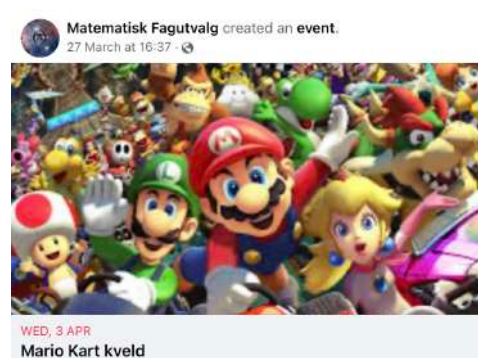 Matematisk Fagutvalg created an event.
27 March at 16:37 ·
WED, 3 APR
Mario Kart kveld